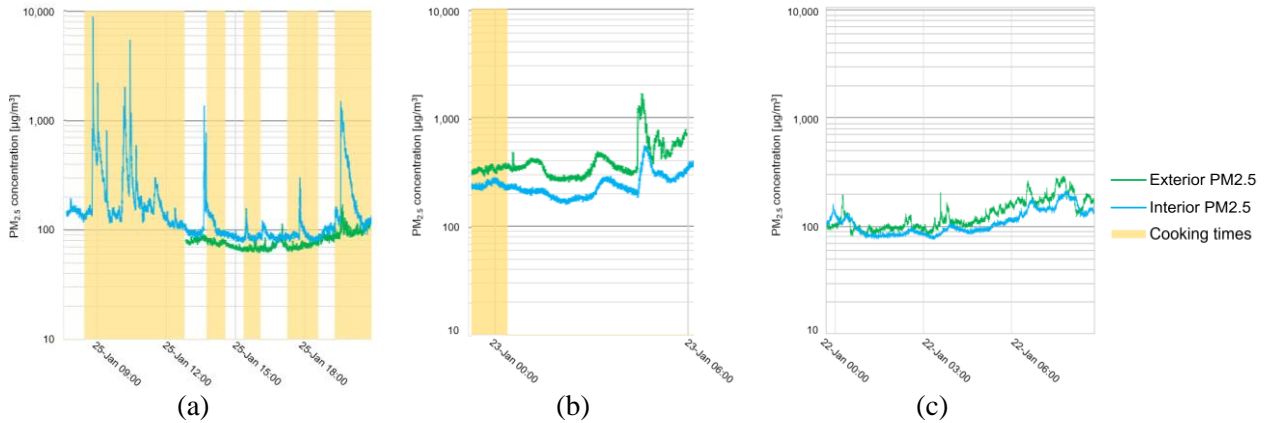 10,000
1,000
100
10
PM2.5 concentration [µg/m³]
25-Jan 09:00
25-Jan 12:00
25-Jan 15:00
25-Jan 18:00
(a)
10,000
1,000
100
10
PM2.5 concentration [µg/m³]
23-Jan 00:00
23-Jan 06:00
(b)
10,000
1,000
100
10
PM2.5 concentration [µg/m³]
22-Jan 00:00
22-Jan 03:00
22-Jan 06:00
(c)
Exterior PM2.5
Interior PM2.5
Cooking times